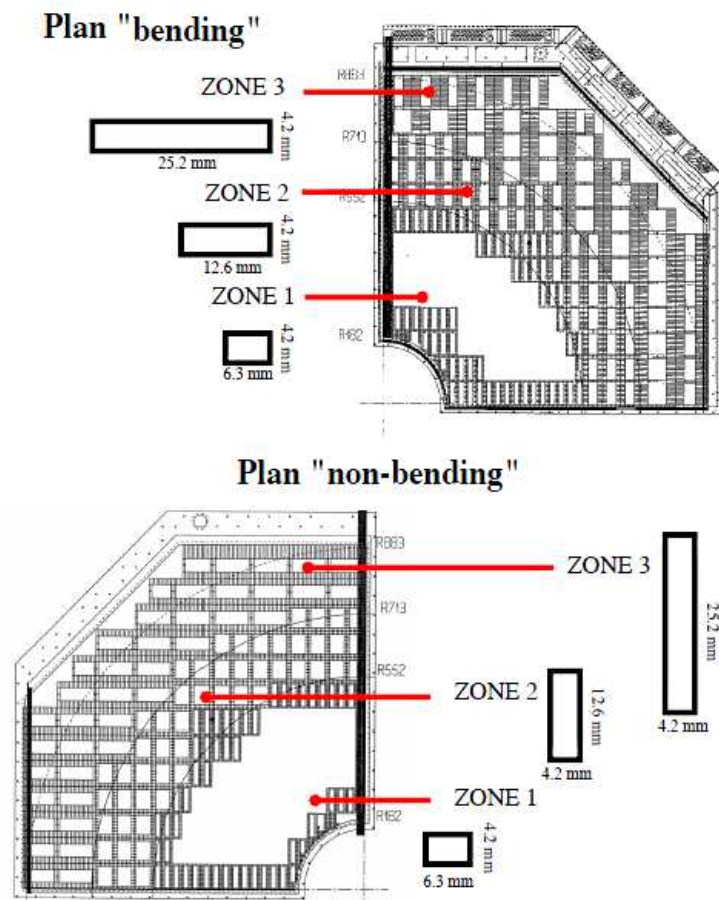 Plan "bending"
ZONE 3
R883
4.2 mm
25.2 mm
R713
ZONE 2
R552
4.2 mm
12.6 mm
ZONE 1
R162
4.2 mm
6.3 mm
Plan "non-bending"
R883
ZONE 3
25.2 mm
4.2 mm
R713
R552
ZONE 2
12.6 mm
4.2 mm
ZONE 1
R162
4.2 mm
6.3 mm